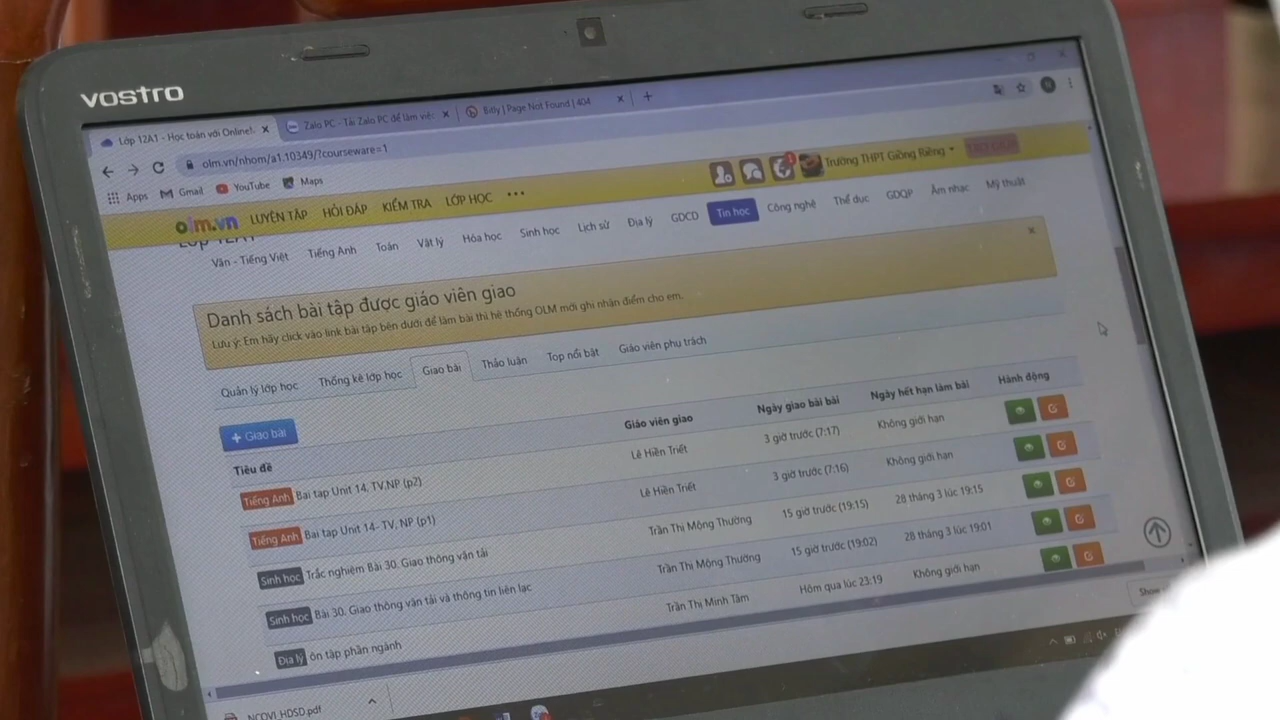 vostro
Lớp 12A1 - Học toán với Online!
Zalo PC - Tải Zalo PC để làm việc
Bitly | Page Not Found | 404
olm.vn/nhom/a1.10349/?courseware=1
Apps Gmail YouTube Maps
olm.vn LUYỆN TẬP HỎI ĐÁP KIỂM TRA LỚP HỌC ••• Trường THPT Giồng Riềng
Lớp 12A1
Văn - Tiếng Việt Tiếng Anh Toán Vật lý Hóa học Sinh học Lịch sử Địa lý GDCD Tin học Công nghệ Thể dục GDQP Âm nhạc Mỹ thuật
Danh sách bài tập được giáo viên giao
Lưu ý: Em hãy click vào link bài tập bên dưới để làm bài thì hệ thống OLM mới ghi nhận điểm cho em.
Quản lý lớp học Thống kê lớp học Giao bài Thảo luận Top nổi bật Giáo viên phụ trách
+ Giao bài
Tiêu đề Giáo viên giao Ngày giao bài bài Ngày hết hạn làm bài Hành động
Tiếng Anh Bai tap Unit 14, TV,NP (p2) Lê Hiền Triết 3 giờ trước (7:17) Không giới hạn
Tiếng Anh Bai tap Unit 14- TV, NP (p1) Lê Hiền Triết 3 giờ trước (7:16) Không giới hạn
Sinh học Trắc nghiệm Bài 30. Giao thông vân tải Trần Thị Mộng Thường 15 giờ trước (19:15) 28 tháng 3 lúc 19:15
Sinh học Bài 30. Giao thông vân tải và thông tin liên lạc Trần Thị Mộng Thường 15 giờ trước (19:02) 28 tháng 3 lúc 19:01
Địa lý ôn tập phần ngành Trần Thị Minh Tâm Hôm qua lúc 23:19 Không giới hạn
NCOVI_HDSD.pdf
Show